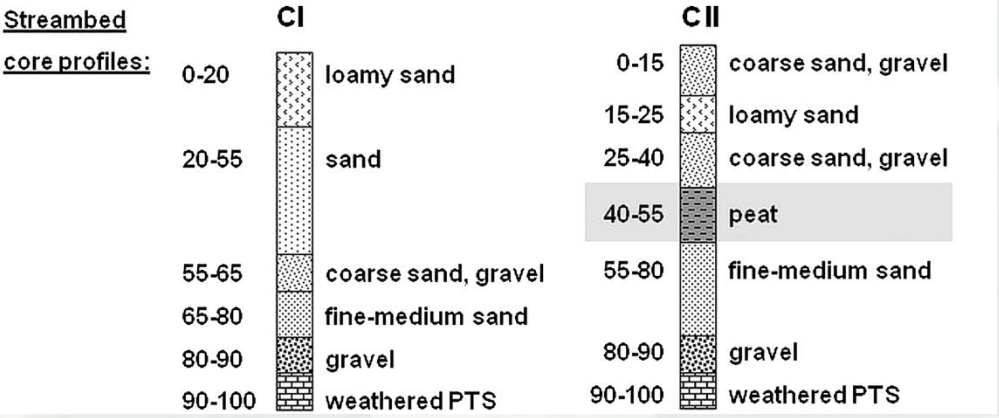 Streambed
core profiles:
CI
0-20 loamy sand
20-55 sand
55-65 coarse sand, gravel
65-80 fine-medium sand
80-90 gravel
90-100 weathered PTS
CII
0-15 coarse sand, gravel
15-25 loamy sand
25-40 coarse sand, gravel
40-55 peat
55-80 fine-medium sand
80-90 gravel
90-100 weathered PTS